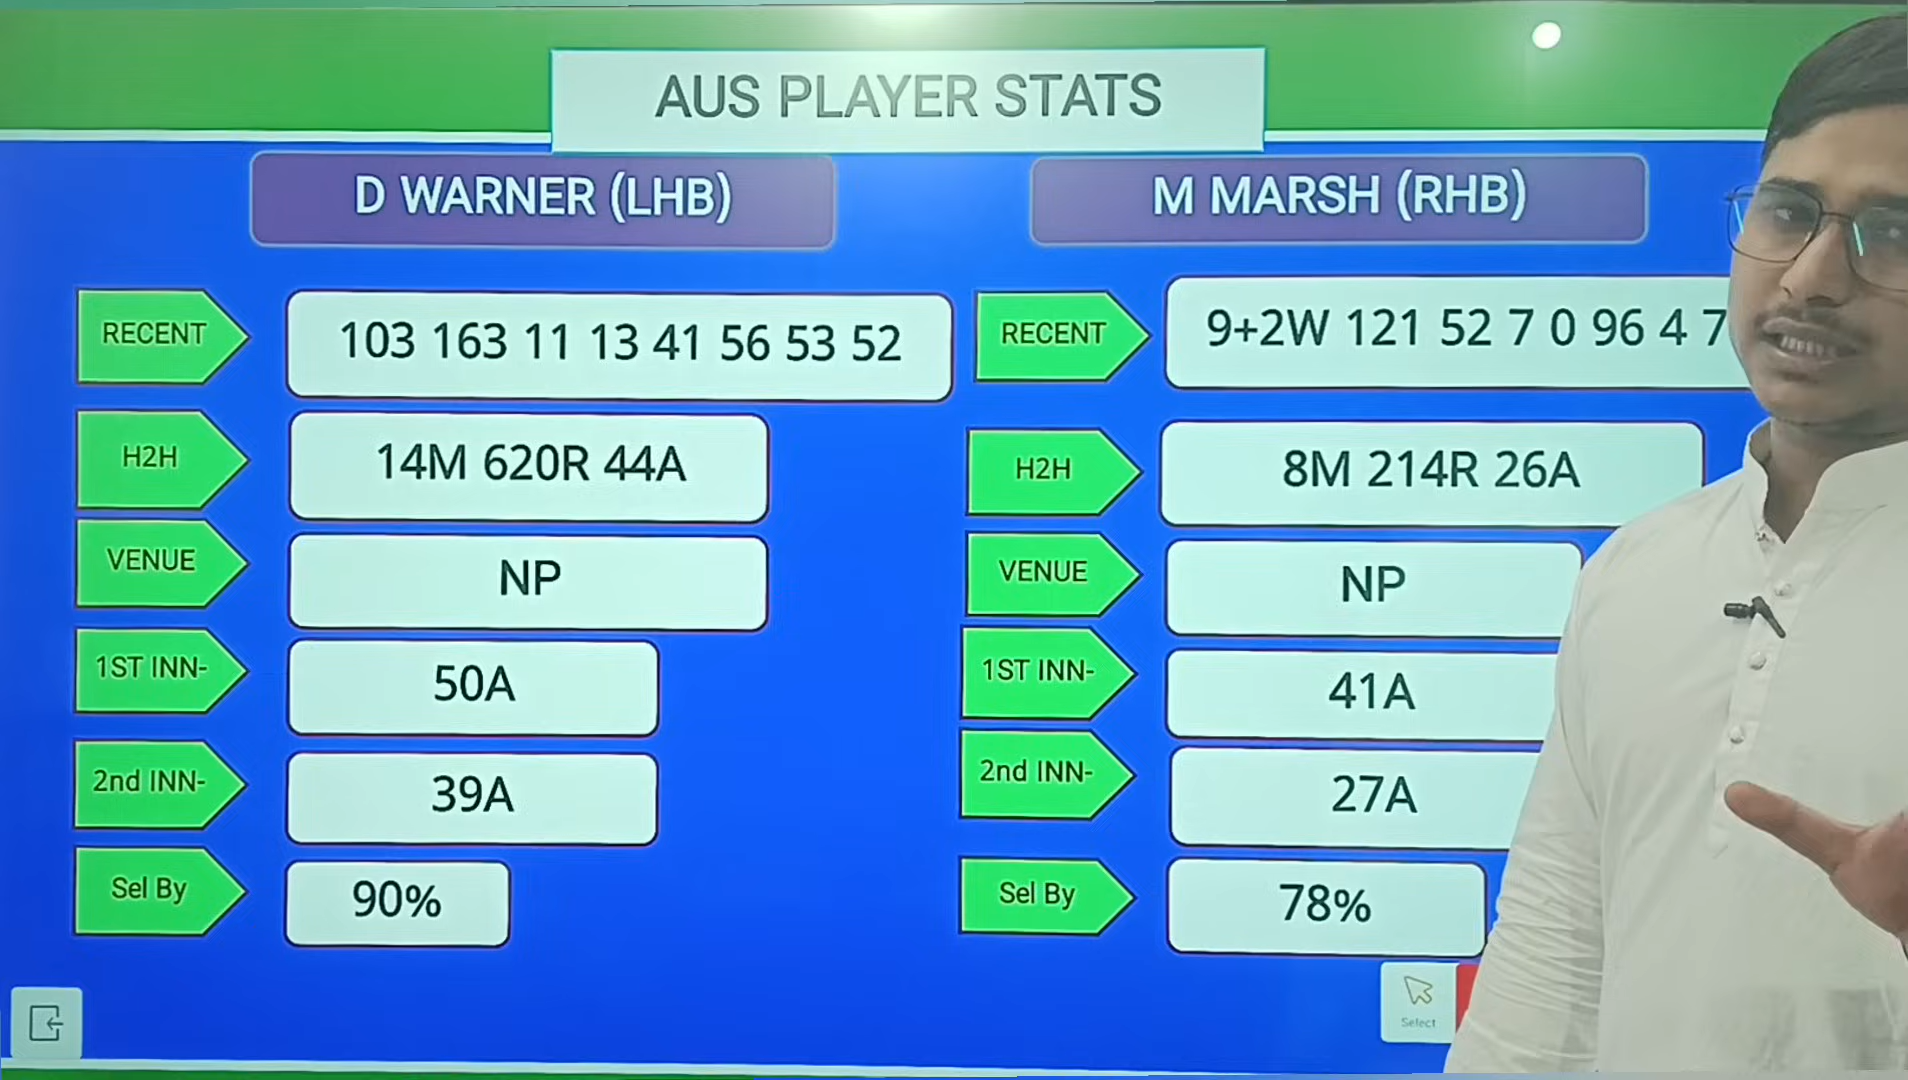 AUS PLAYER STATS
D WARNER (LHB)
RECENT
103 163 11 13 41 56 53 52
H2H
14M 620R 44A
VENUE
NP
1ST INN-
50A
2nd INN-
39A
Sel By
90%
M MARSH (RHB)
RECENT
9+2W 121 52 7 0 96 4 7
H2H
8M 214R 26A
VENUE
NP
1ST INN-
41A
2nd INN-
27A
Sel By
78%
Select